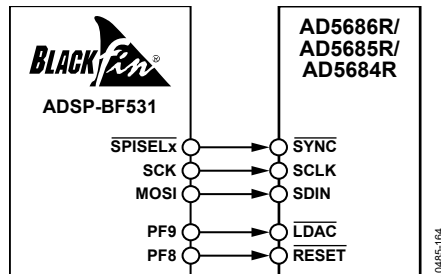 BLACKfin®
ADSP-BF531
AD5686R/
AD5685R/
AD5684R
SPISELx SYNC
SCK SCLK
MOSI SDIN
PF9 LDAC
PF8 RESET